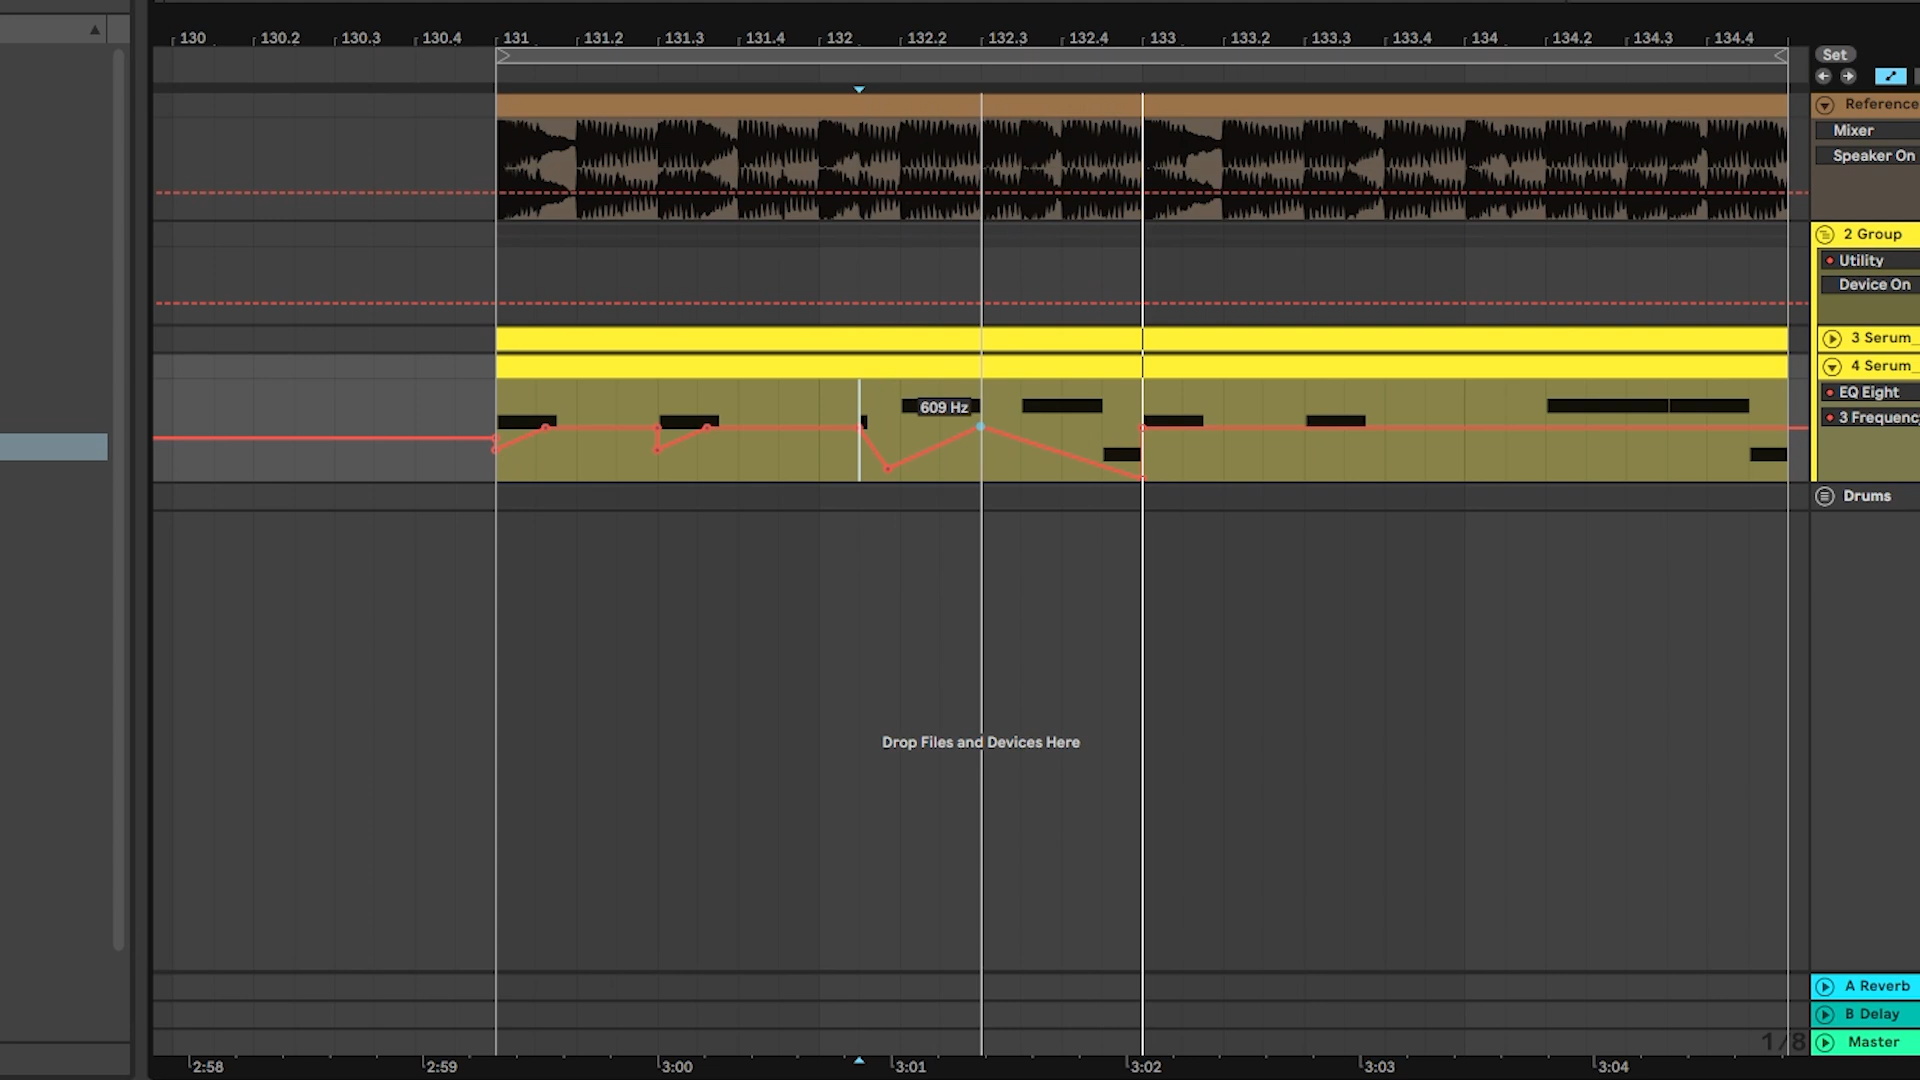 130 130.2 130.3 130.4 131 131.2 131.3 131.4 132 132.2 132.3 132.4 133 133.2 133.3 133.4 134 134.2 134.3 134.4
Set
Reference
Mixer
Speaker On
2 Group
Utility
Device On
3 Serum_
4 Serum_
EQ Eight
609 Hz
3 Frequenc
Drums
Drop Files and Devices Here
A Reverb
B Delay
1/8
Master
2:58 2:59 3:00 3:01 3:02 3:03 3:04